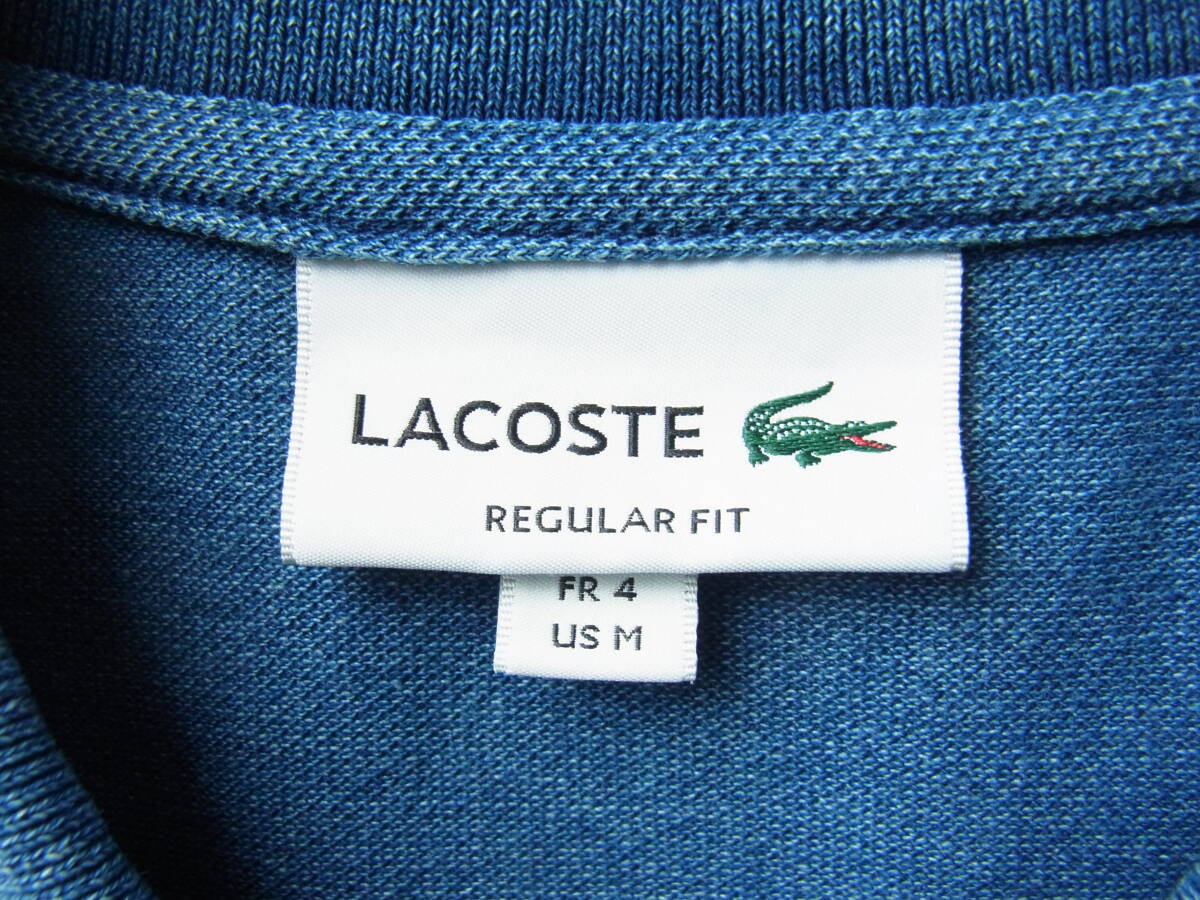 LACOSTE
REGULAR FIT
FR 4
US M